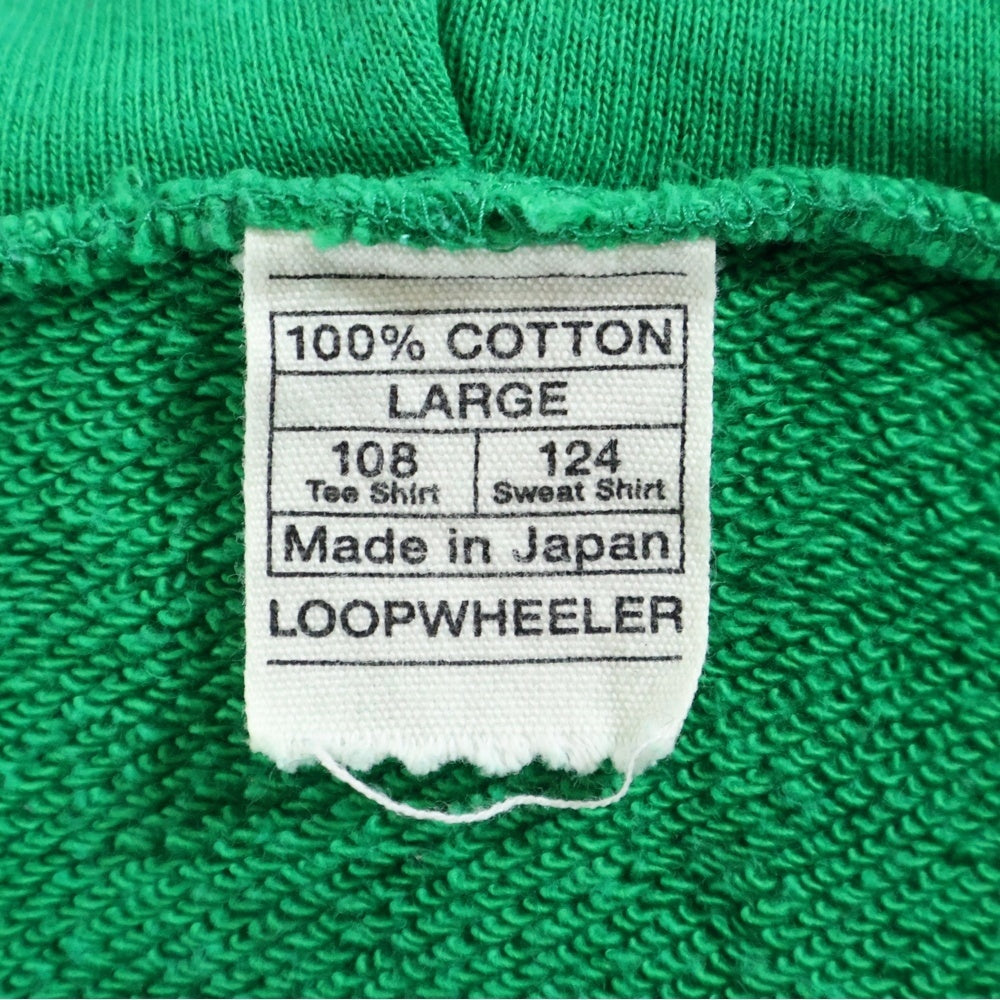 100% COTTON
LARGE
108 124
Tee Shirt Sweat Shirt
Made in Japan
LOOPWHEELER